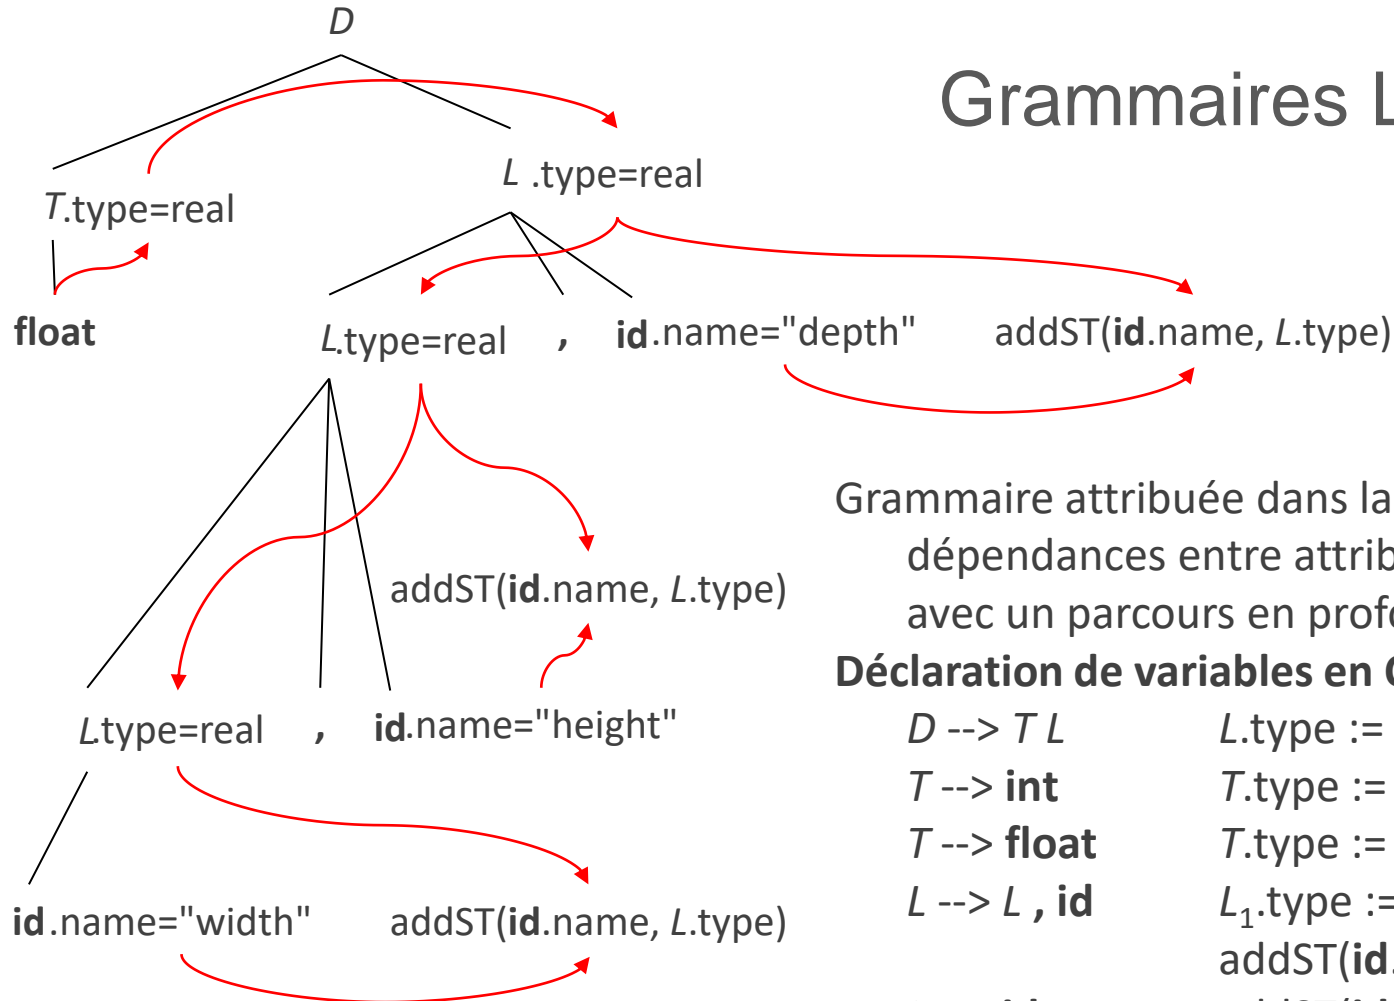 D
Grammaires L
T.type=real
L .type=real
float
L.type=real , id.name="depth" addST(id.name, L.type)
Grammaire attribuée dans la
dépendances entre
avec un parcours en
Déclaration de variables en
addST(id.name, L.type)
L.type=real , id.name="height"
D --> T L L.type :=
T --> int T.type :=
T --> float T.type :=
L --> L , id L1.type :=
id.name="width" addST(id.name, L.type)
addST(id.